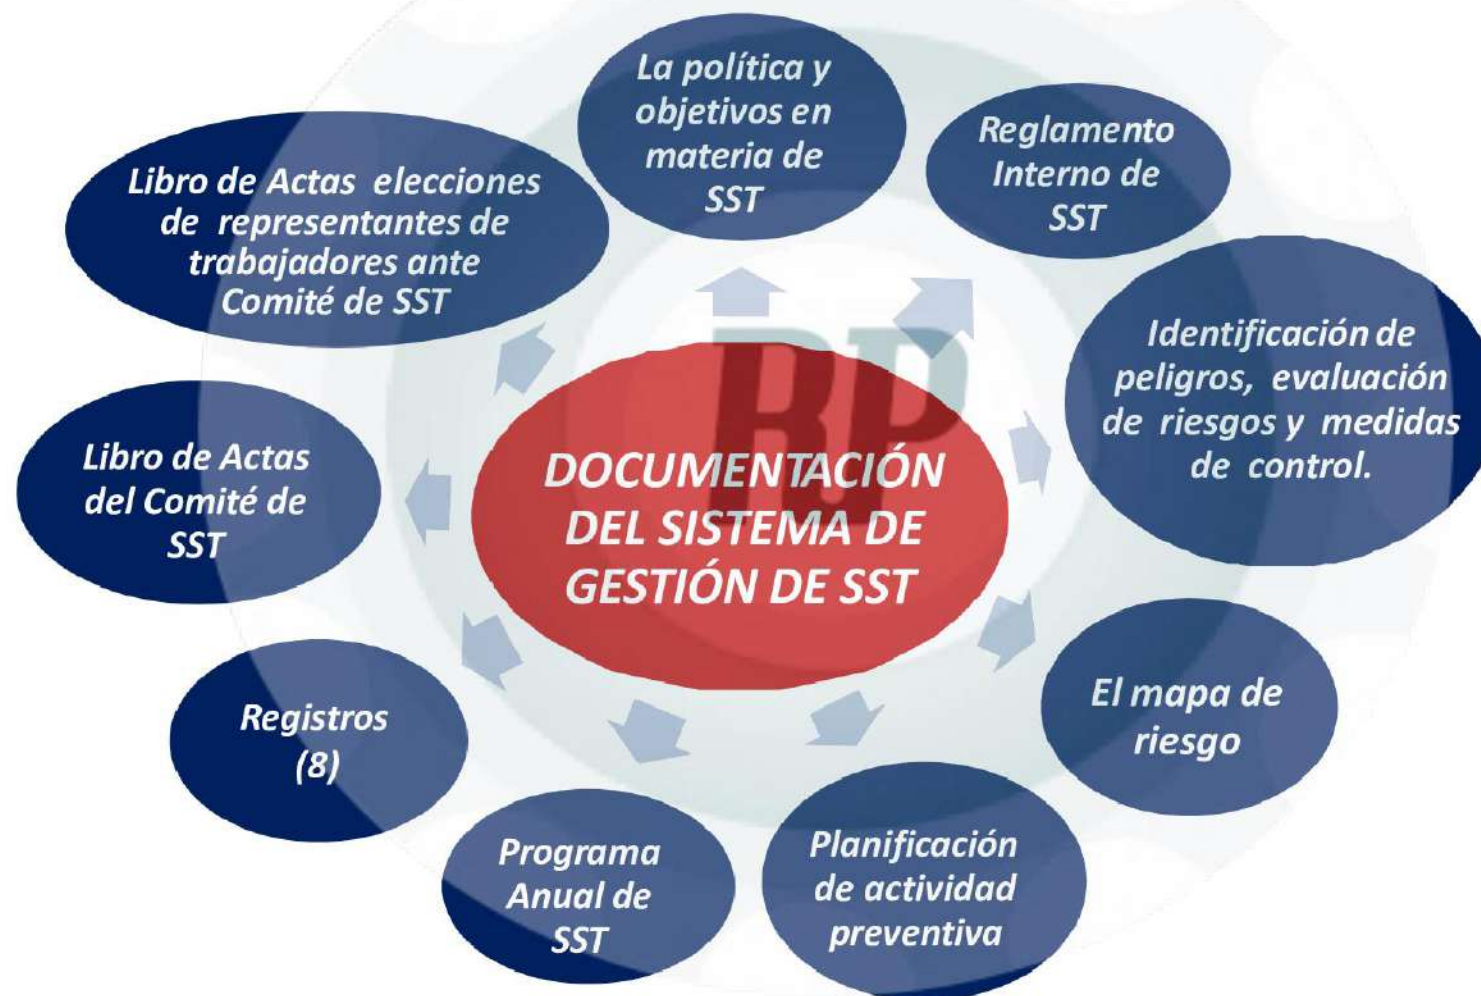 La política y
objetivos en
materia de
SST
Reglamento
Interno de
SST
Identificación de
peligros, evaluación
de riesgos y medidas
de control.
El mapa de
riesgo
Planificación
de actividad
preventiva
Programa
Anual de
SST
Registros
(8)
Libro de Actas
del Comité de
SST
Libro de Actas elecciones
de representantes de
trabajadores ante
Comité de SST
DOCUMENTACIÓN
DEL SISTEMA DE
GESTIÓN DE SST
RP